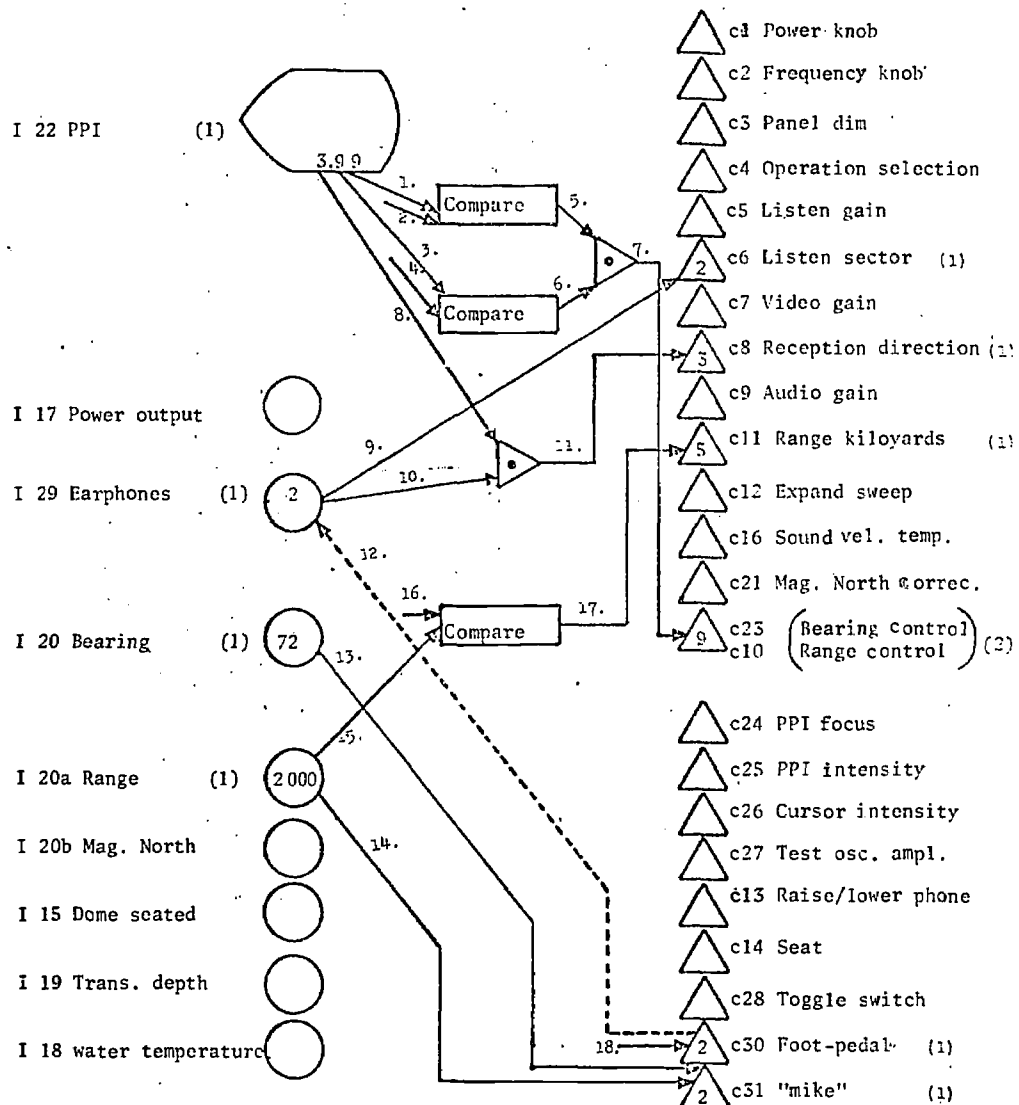 c1 Power knob
c2 Frequency knob
c3 Panel dim
c4 Operation selection
c5 Listen gain
2 c6 Listen sector (1)
c7 Video gain
3 c8 Reception direction (1)
c9 Audio gain
5 c11 Range kiloyards (1)
c12 Expand sweep
c16 Sound vel. temp.
c21 Mag. North correc.
9 c23 (Bearing Control)
c10 (Range control) (2)
c24 PPI focus
c25 PPI intensity
c26 Cursor intensity
c27 Test osc. ampl.
c13 Raise/lower phone
c14 Seat
c28 Toggle switch
2 c30 Foot-pedal (1)
2 c31 "mike" (1)
I 22 PPI (1)
3.9 9
I 17 Power output
I 29 Earphones (1) 2
I 20 Bearing (1) 72
I 20a Range (1) 2000
I 20b Mag. North
I 15 Dome seated
I 19 Trans. depth
I 18 water temperature
1.
2.
Compare
3.
4.
Compare
5.
6.
7.
8.
9.
10.
11.
12.
13.
14.
15.
16.
Compare
17.
18.